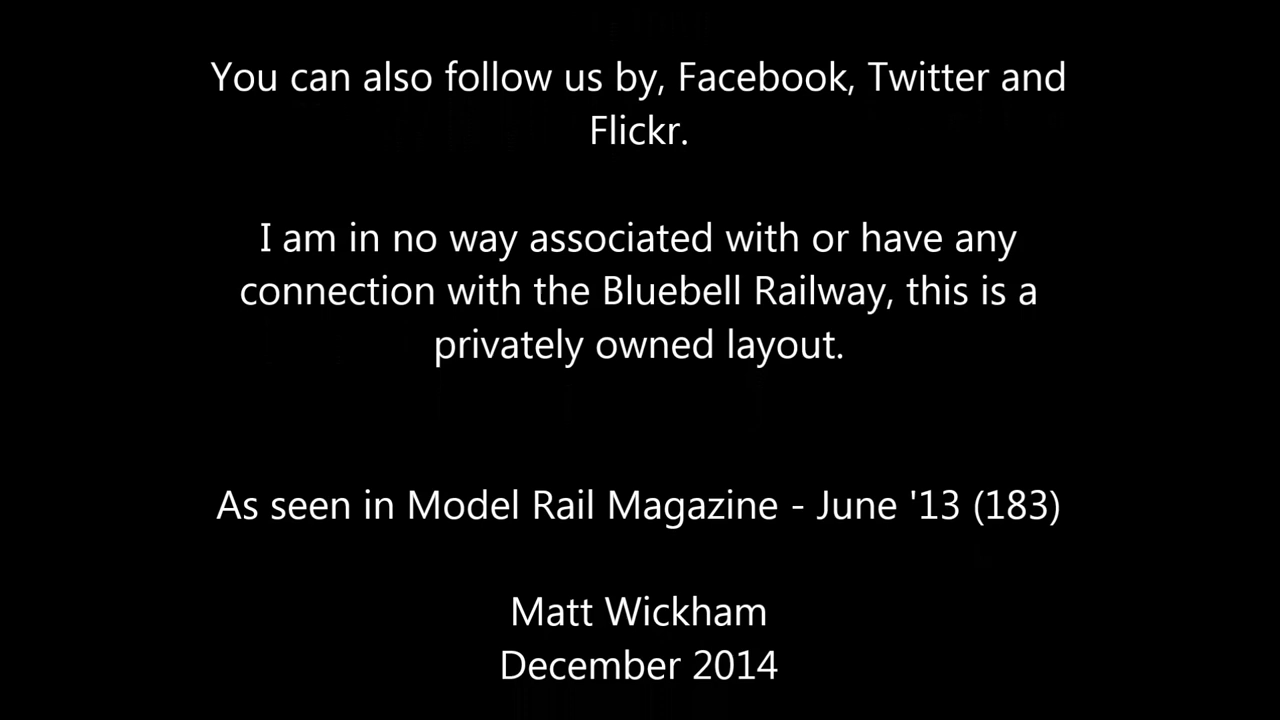 You can also follow us by, Facebook, Twitter and
Flickr.
I am in no way associated with or have any
connection with the Bluebell Railway, this is a
privately owned layout.
As seen in Model Rail Magazine - June '13 (183)
Matt Wickham
December 2014